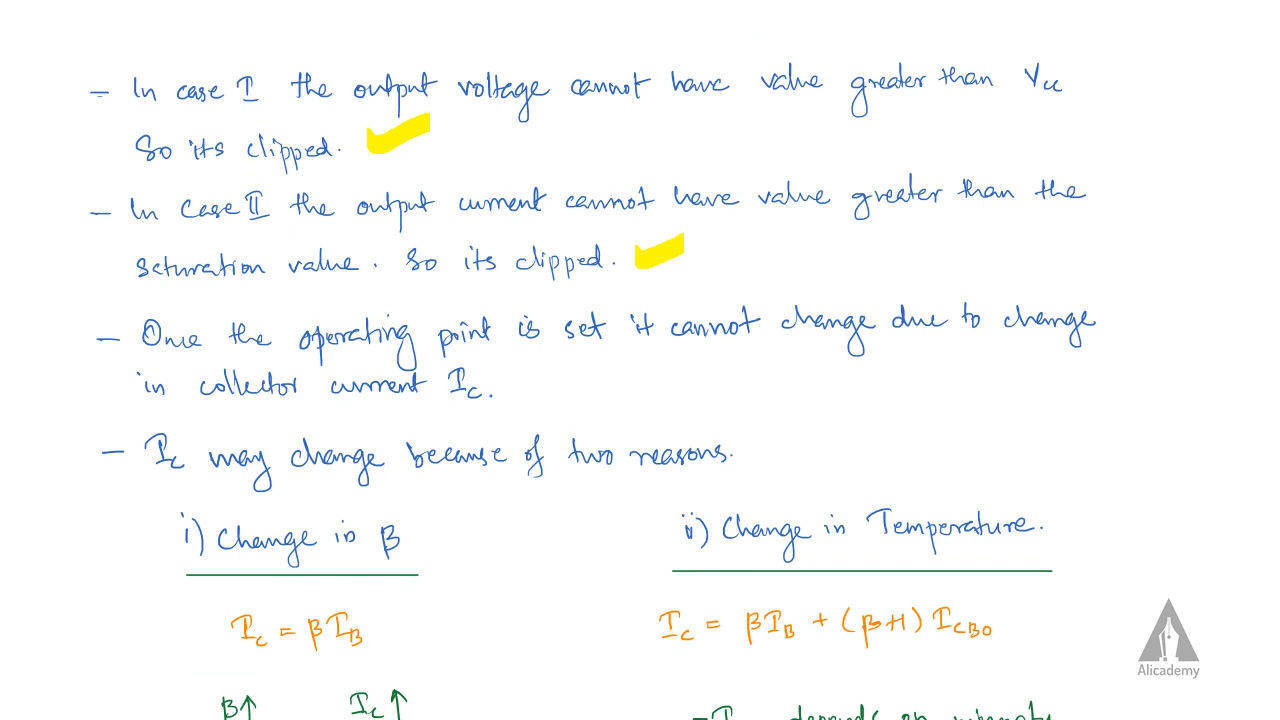 - In case I the output voltage cannot have value greater than Vcc
So its clipped.
- In case II the output current cannot have value greater than the
saturation value. So its clipped.
- Once the operating point is set it cannot change due to change
in collector current Ic.
- Ic may change because of two reasons.
i) Change in β
ii) Change in Temperature.
Ic = βIB
Ic = βIB + (β+1) ICBO
β↑ Ic↑
depends on
Alicademy